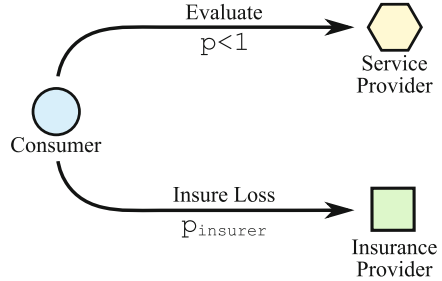 Evaluate
p<1
Service
Provider
Consumer
Insure Loss
pinsurer
Insurance
Provider